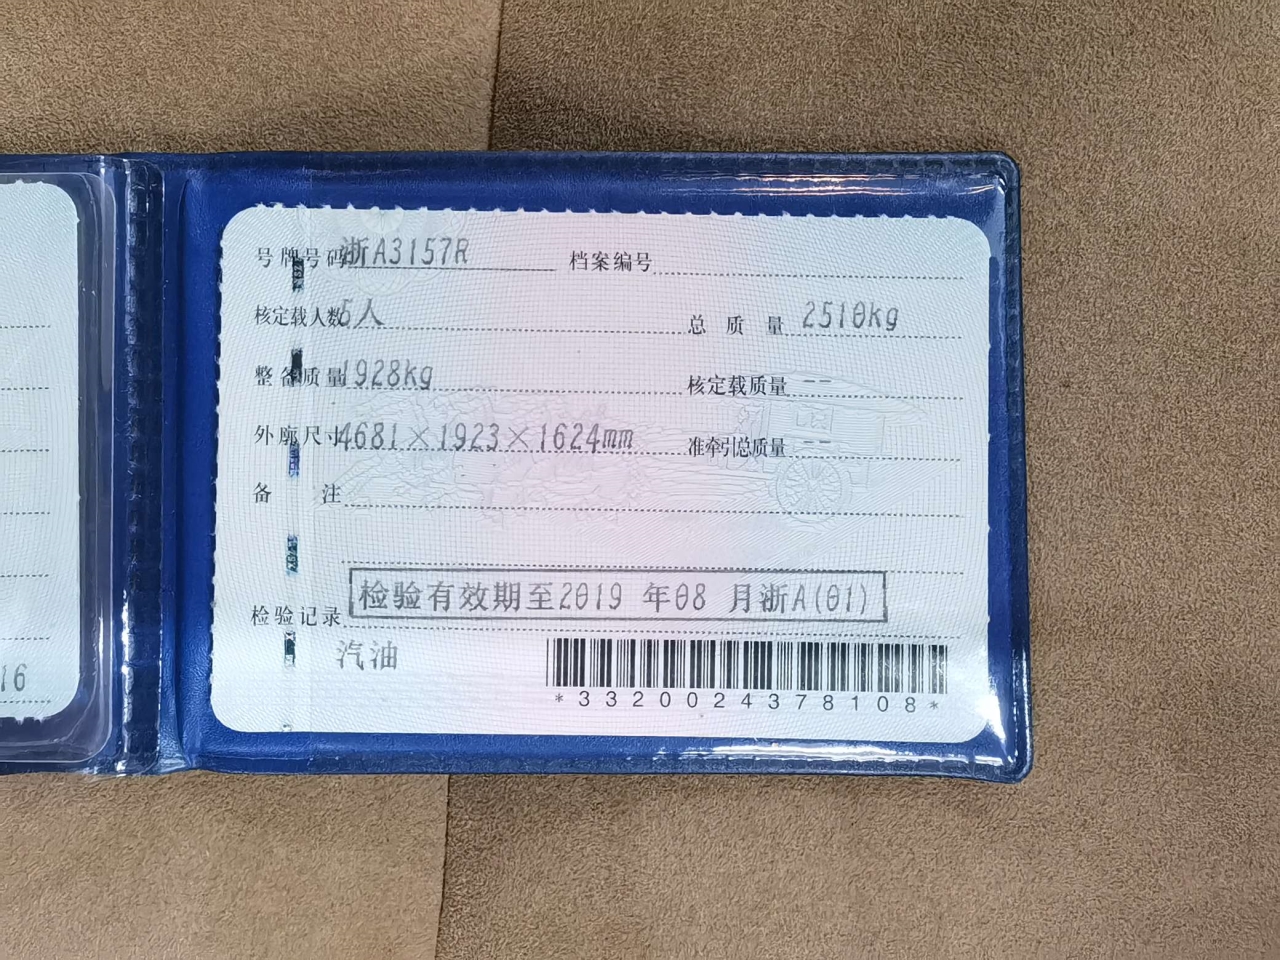 号牌号码 浙A3157R 档案编号
核定载人数 5人 总质量 2510kg
整备质量 1928kg 核定载质量 --
外廓尺寸 4681×1923×1624mm 准牵引总质量 --
备注
检验有效期至2019 年08 月浙A(01)
检验记录
汽油
*3320024378108*
16